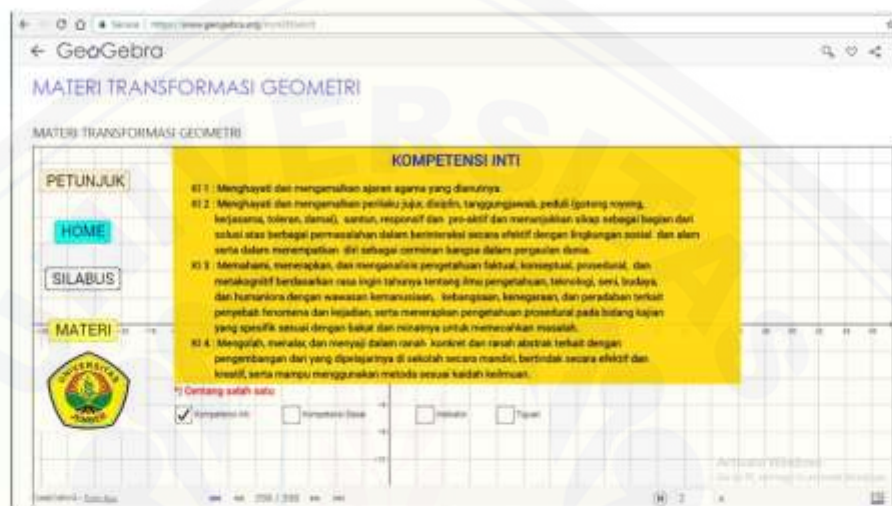 GeoGebra
MATERI TRANSFORMASI GEOMETRI
MATERI TRANSFORMASI GEOMETRI
KOMPETENSI INTI
PETUNJUK
HOME
SILABUS
MATERI
KI 1 : Menghayati dan mengamalkan ajaran agama yang dianutnya.
KI 2 : Menghayati dan mengamalkan perilaku jujur, disiplin, tanggungjawab, peduli (gotong royong,
kerjasama, toleran, damai), santun, responsif dan pro-aktif dan menunjukkan sikap sebagai bagian dari
solusi atas berbagai permasalahan dalam berinteraksi secara efektif dengan lingkungan sosial dan alam
serta dalam menempatkan diri sebagai cerminan bangsa dalam pergaulan dunia.
KI 3 : Memahami, menerapkan, dan menganalisis pengetahuan faktual, konseptual, prosedural, dan
metakognitif berdasarkan rasa ingin tahunya tentang ilmu pengetahuan, teknologi, seni, budaya,
dan humaniora dengan wawasan kemanusiaan, kebangsaan, kenegaraan, dan peradaban terkait
penyebab fenomena dan kejadian, serta menerapkan pengetahuan prosedural pada bidang kajian
yang spesifik sesuai dengan bakat dan minatnya untuk memecahkan masalah.
KI 4 : Mengolah, menalar, dan menyaji dalam ranah konkret dan ranah abstrak terkait dengan
pengembangan dari yang dipelajarinya di sekolah secara mandiri, bertindak secara efektif dan
kreatif, serta mampu menggunakan metoda sesuai kaidah keilmuan.
UNIVERSITAS
JEMBER
*) Centang salah satu
Kompetensi Inti
Kompetensi Dasar
Indikator
Tujuan
Activate Windows